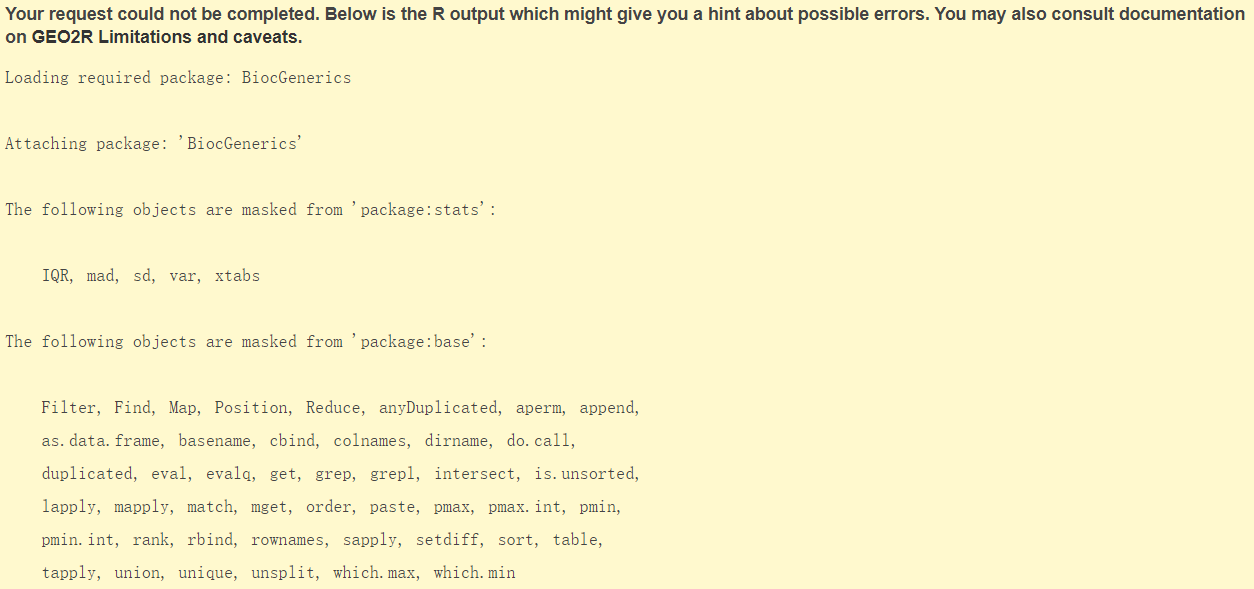 Your request could not be completed. Below is the R output which might give you a hint about possible errors. You may also consult documentation
on GEO2R Limitations and caveats.
Loading required package: BiocGenerics
Attaching package: 'BiocGenerics'
The following objects are masked from 'package:stats':
IQR, mad, sd, var, xtabs
The following objects are masked from 'package:base':
Filter, Find, Map, Position, Reduce, anyDuplicated, aperm, append,
as.data.frame, basename, cbind, colnames, dirname, do.call,
duplicated, eval, evalq, get, grep, grepl, intersect, is.unsorted,
lapply, mapply, match, mget, order, paste, pmax, pmax.int, pmin,
pmin.int, rank, rbind, rownames, sapply, setdiff, sort, table,
tapply, union, unique, unsplit, which.max, which.min